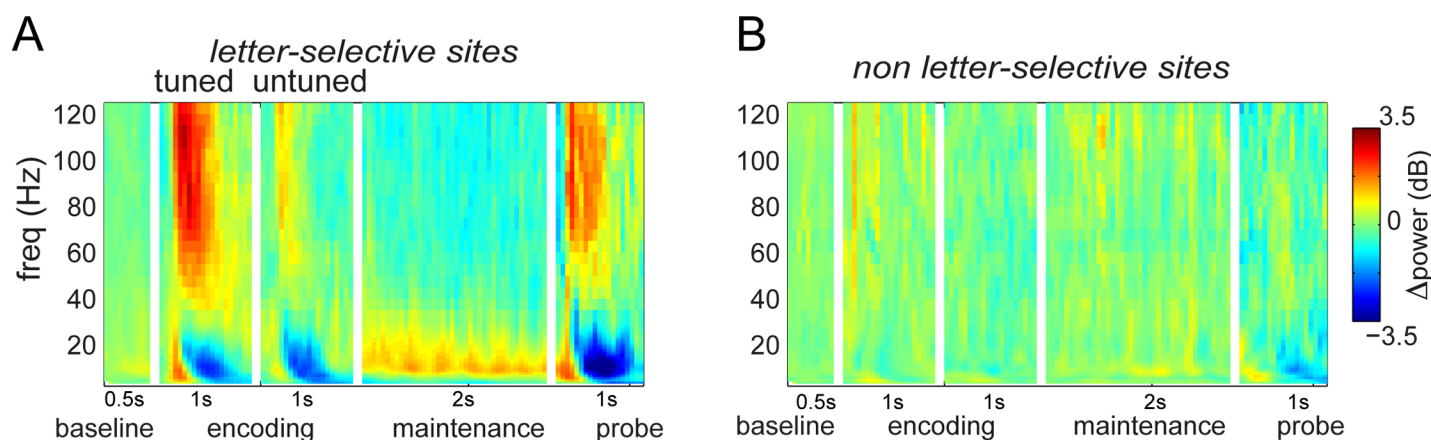 A
letter-selective sites
tuned untuned
freq (Hz)
120
100
80
60
40
20
0.5s 1s 1s 2s 1s
baseline encoding maintenance probe
B
non letter-selective sites
120
100
80
60
40
20
0.5s 1s 1s 2s 1s
baseline encoding maintenance probe
3.5
0
−3.5
Δpower (dB)